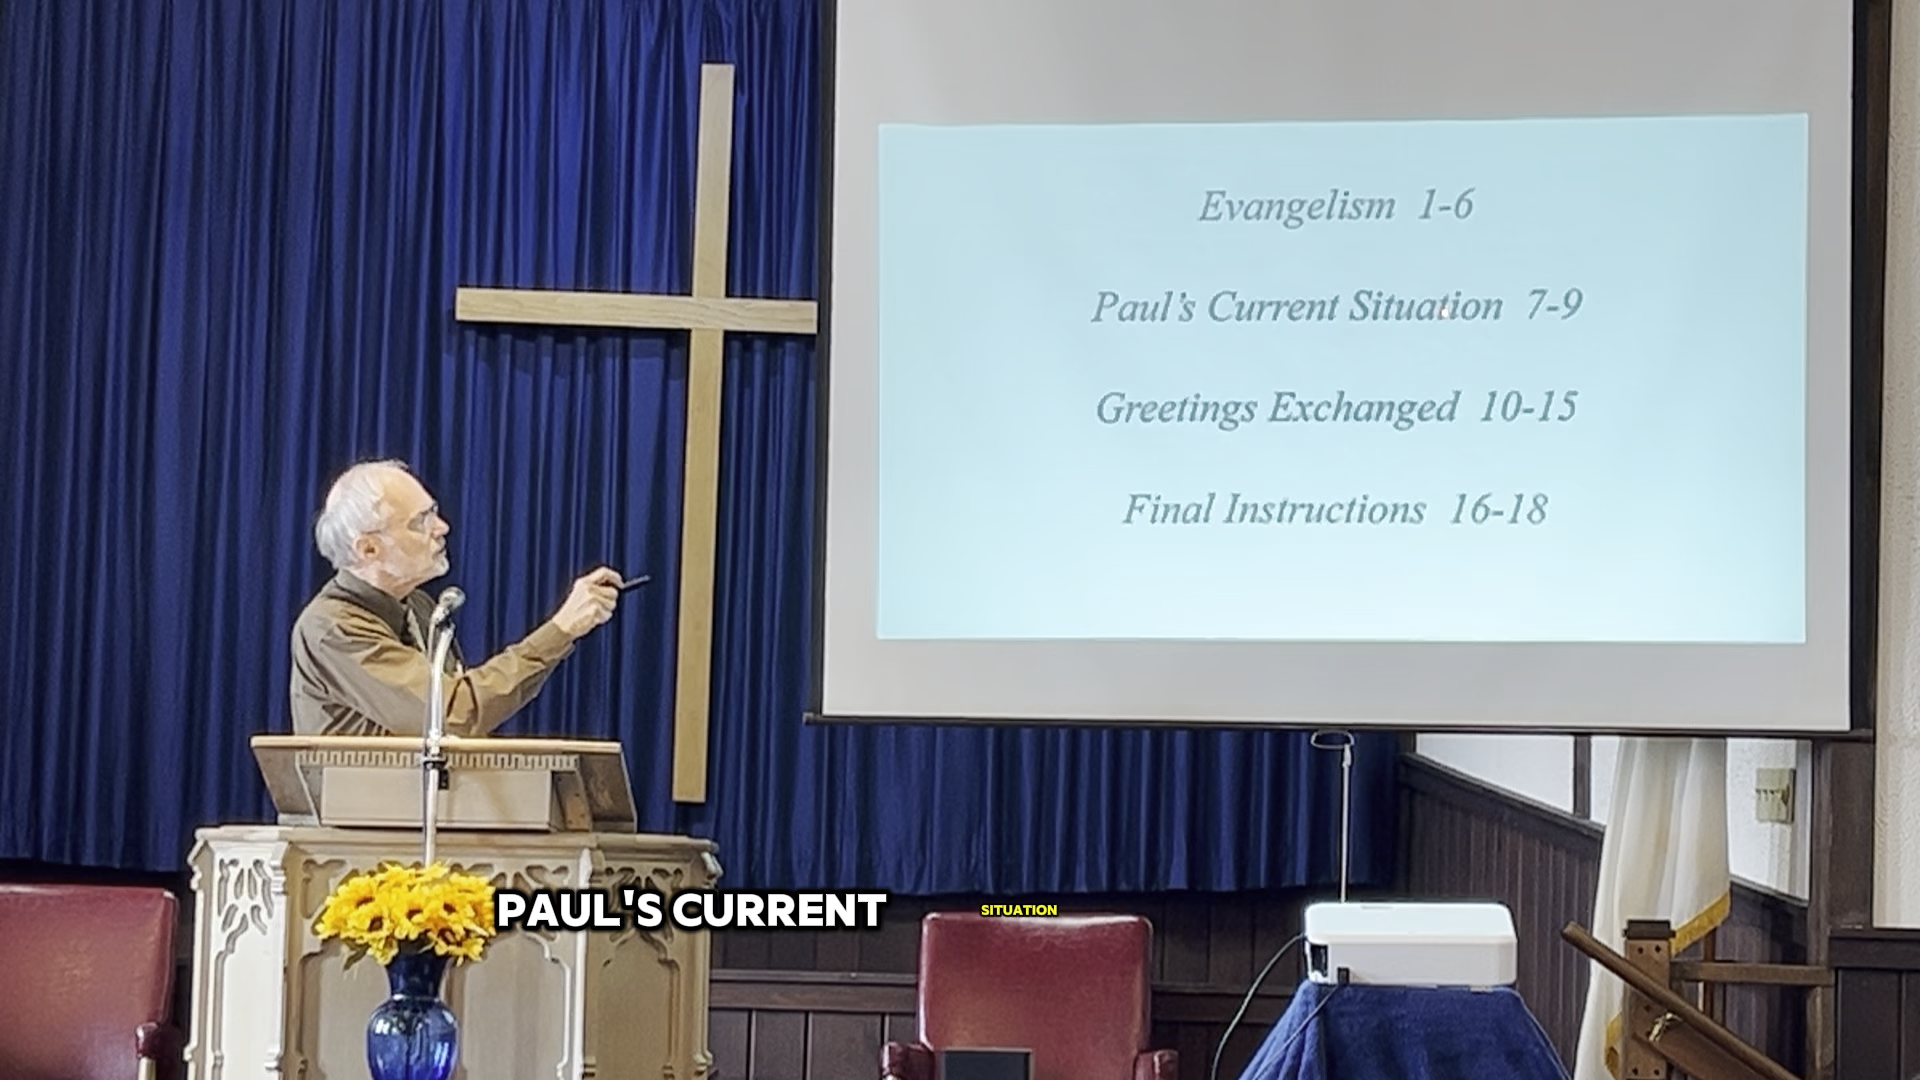 Evangelism 1-6
Paul's Current Situation 7-9
Greetings Exchanged 10-15
Final Instructions 16-18
PAUL'S CURRENT SITUATION